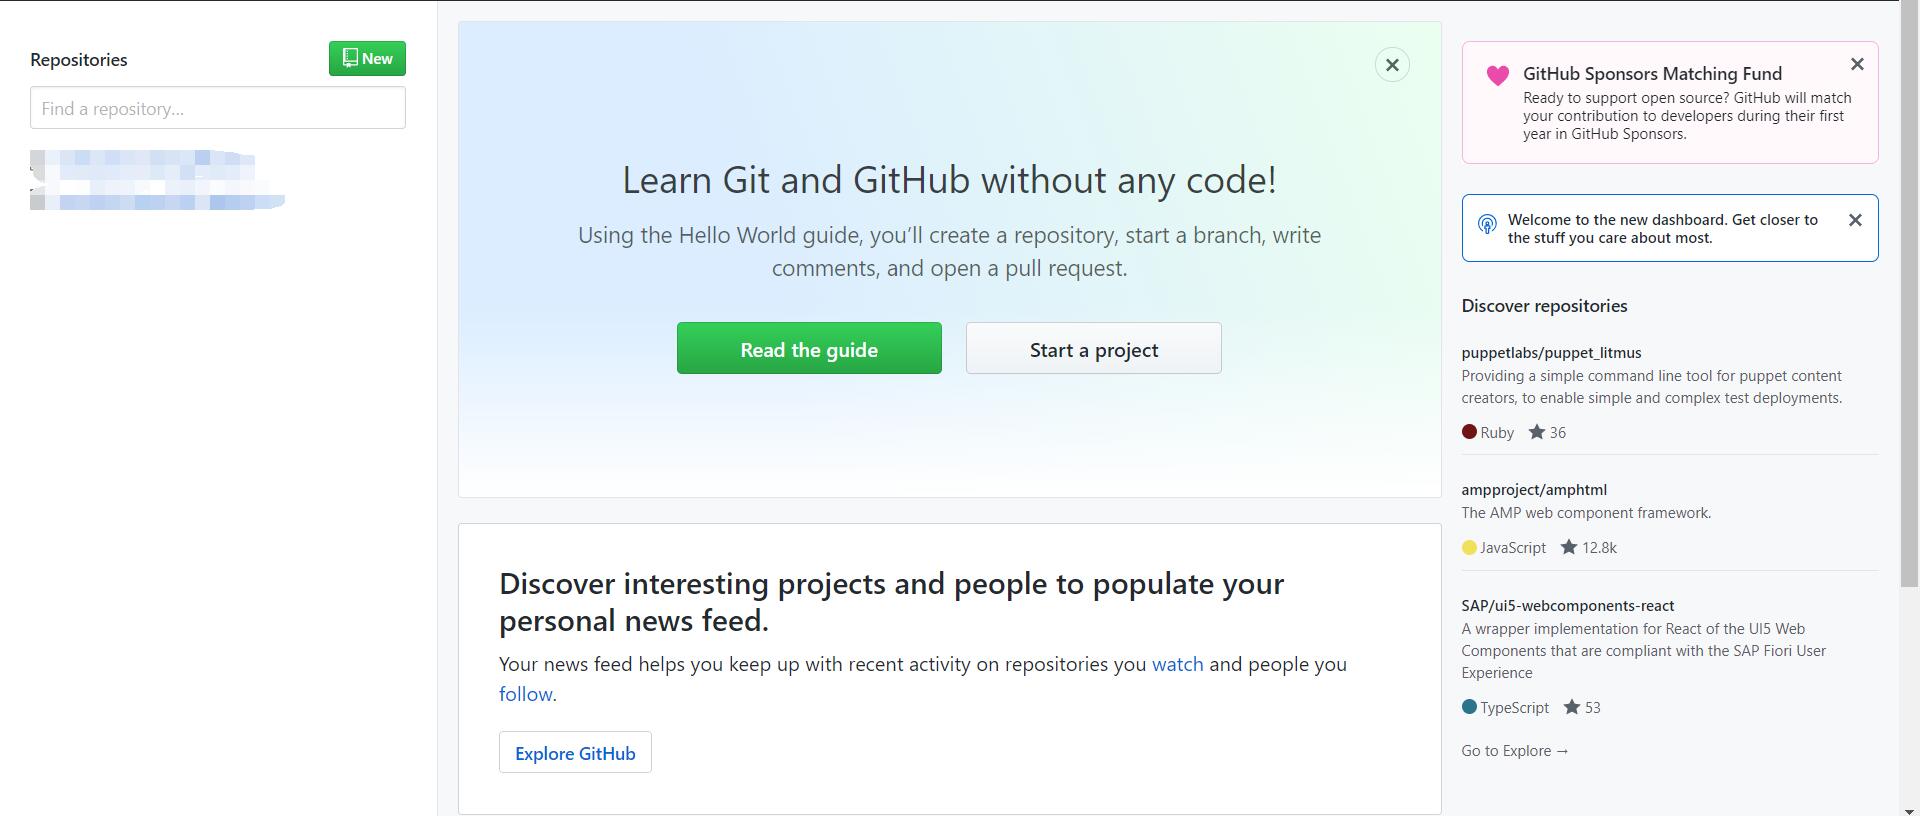 Repositories
New
Find a repository...
Learn Git and GitHub without any code!
Using the Hello World guide, you’ll create a repository, start a branch, write
comments, and open a pull request.
Read the guide
Start a project
Discover interesting projects and people to populate your
personal news feed.
Your news feed helps you keep up with recent activity on repositories you watch and people you
follow.
Explore GitHub
GitHub Sponsors Matching Fund
Ready to support open source? GitHub will match
your contribution to developers during their first
year in GitHub Sponsors.
Welcome to the new dashboard. Get closer to
the stuff you care about most.
Discover repositories
puppetlabs/puppet_litmus
Providing a simple command line tool for puppet content
creators, to enable simple and complex test deployments.
Ruby ★ 36
ampproject/amphtml
The AMP web component framework.
JavaScript ★ 12.8k
SAP/ui5-webcomponents-react
A wrapper implementation for React of the UI5 Web
Components that are compliant with the SAP Fiori User
Experience
TypeScript ★ 53
Go to Explore →